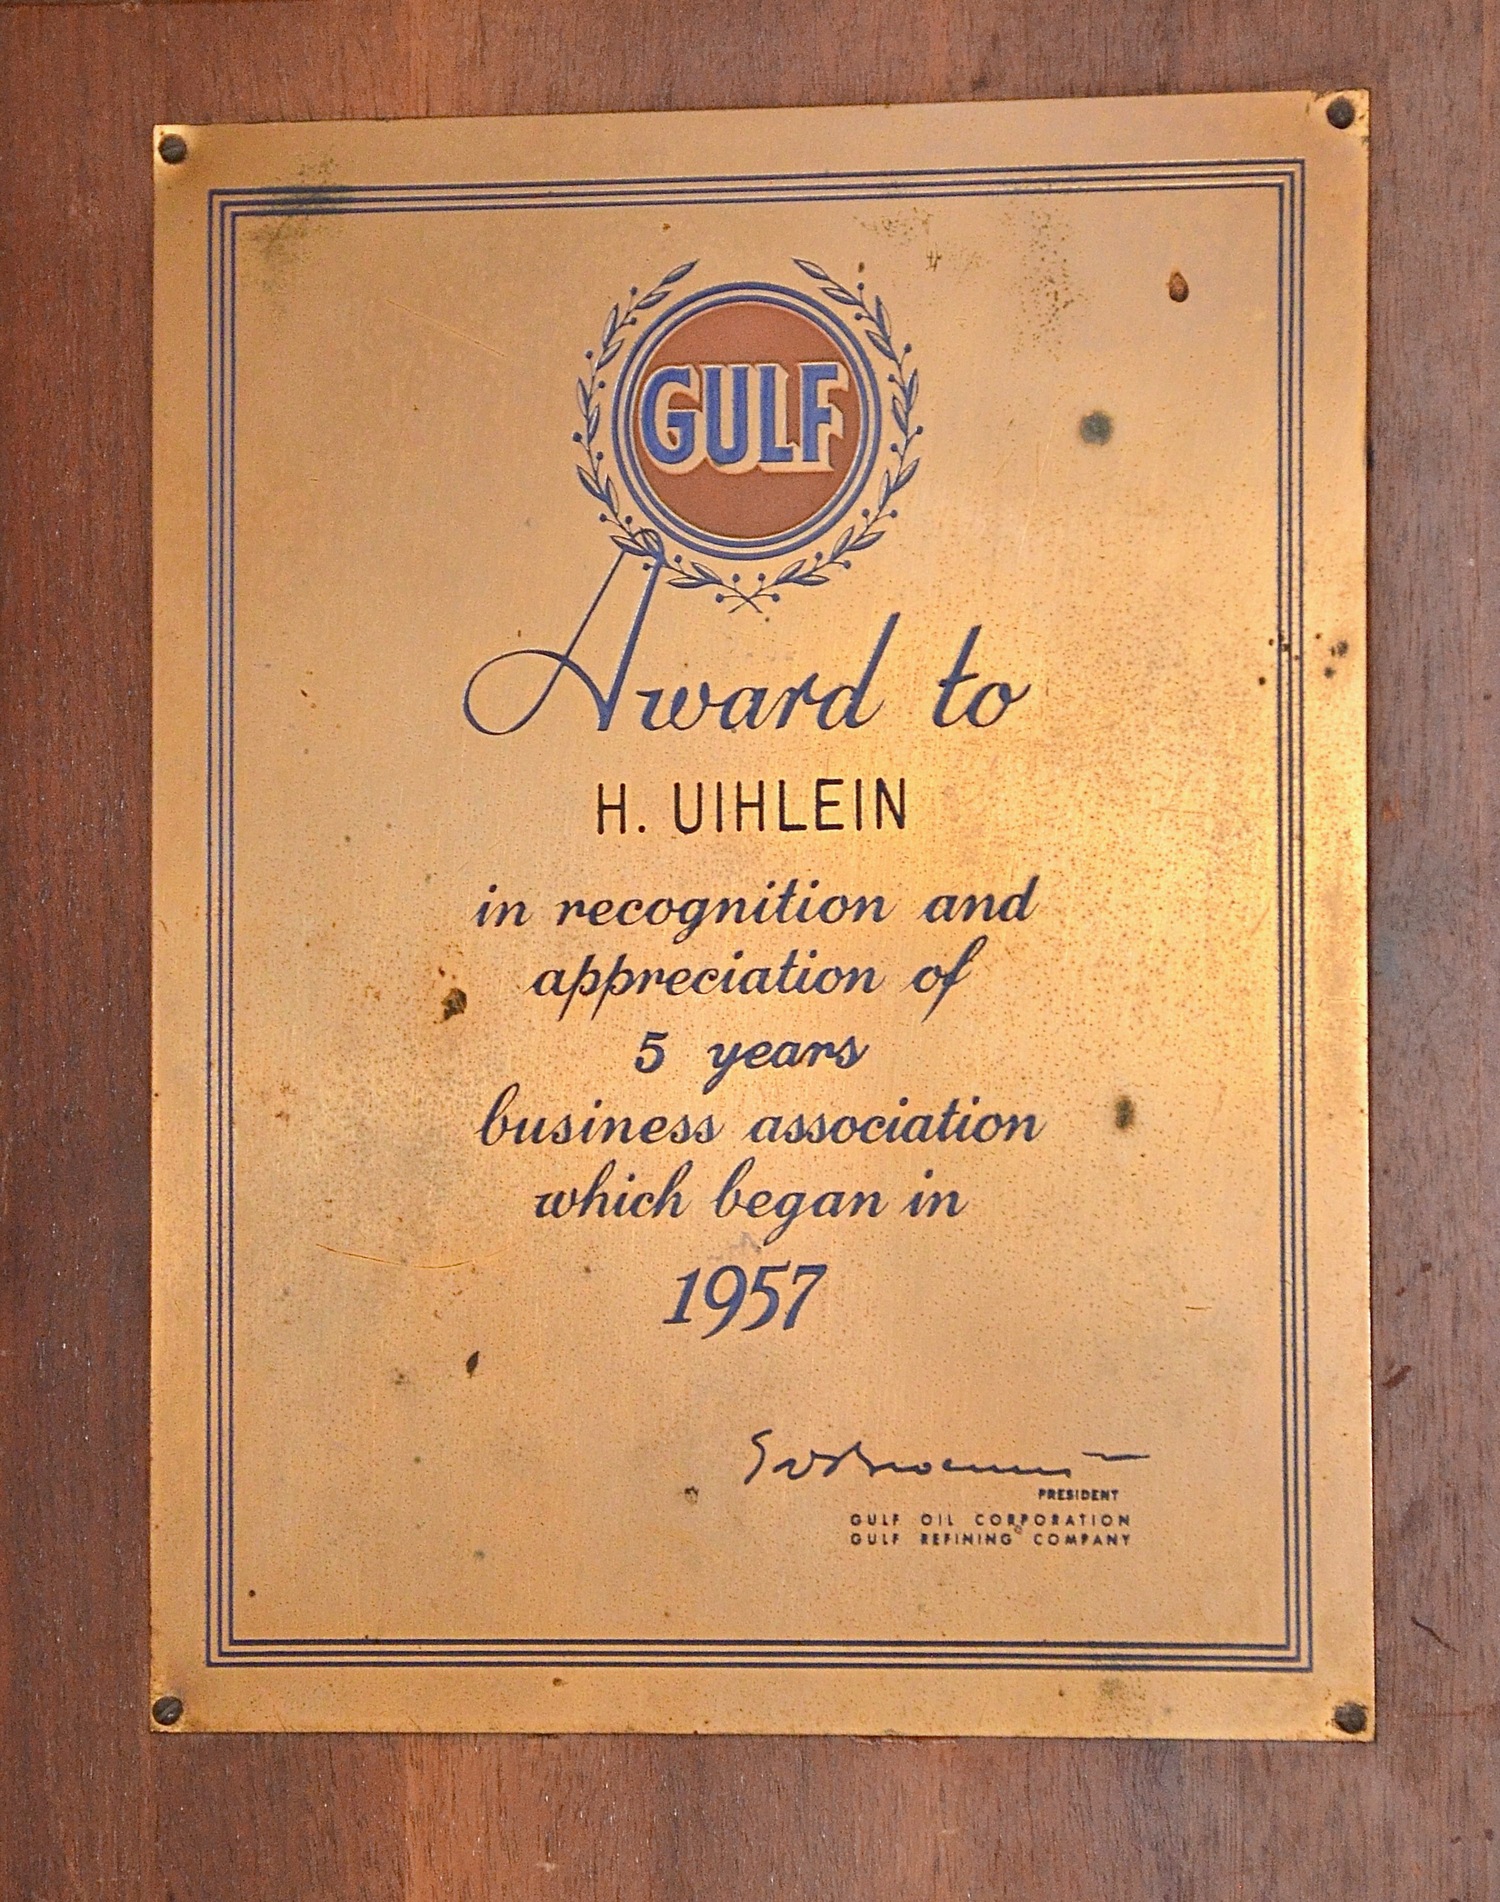 GULF
Award to
H. UIHLEIN
in recognition and
appreciation of
5 years
business association
which began in
1957
PRESIDENT
GULF OIL CORPORATION
GULF REFINING COMPANY